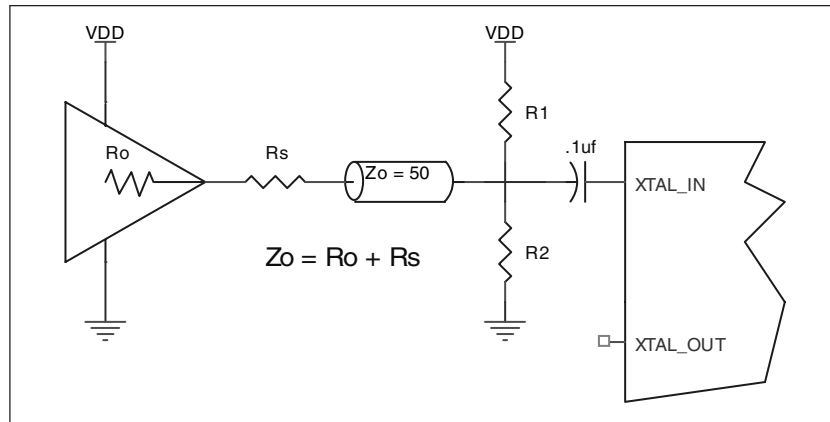 VDD
VDD
R1
Ro
Rs
Zo = 50
.1uf
XTAL_IN
Zo = Ro + Rs
R2
XTAL_OUT